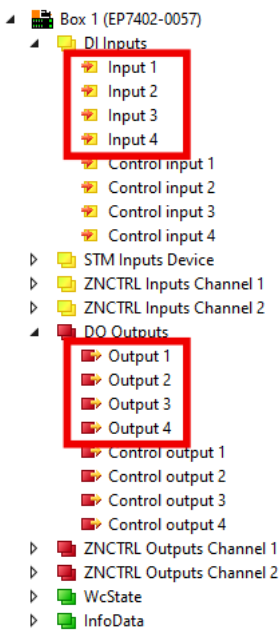 Box 1 (EP7402-0057)
DI Inputs
Input 1
Input 2
Input 3
Input 4
Control input 1
Control input 2
Control input 3
Control input 4
STM Inputs Device
ZNCTRL Inputs Channel 1
ZNCTRL Inputs Channel 2
DO Outputs
Output 1
Output 2
Output 3
Output 4
Control output 1
Control output 2
Control output 3
Control output 4
ZNCTRL Outputs Channel 1
ZNCTRL Outputs Channel 2
WcState
InfoData